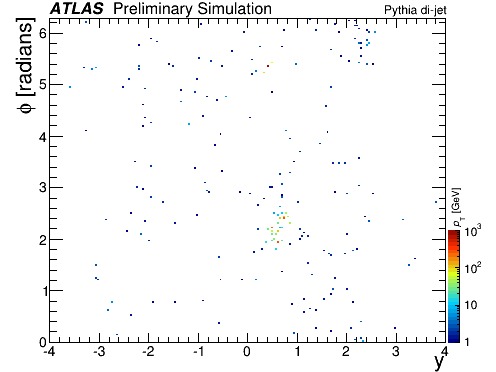 ATLAS Preliminary Simulation
Pythia di-jet
ϕ [radians]
6
5
4
3
2
1
0
-4 -3 -2 -1 0 1 2 3 4
y
p_T [GeV]
10^3
10^2
10
1